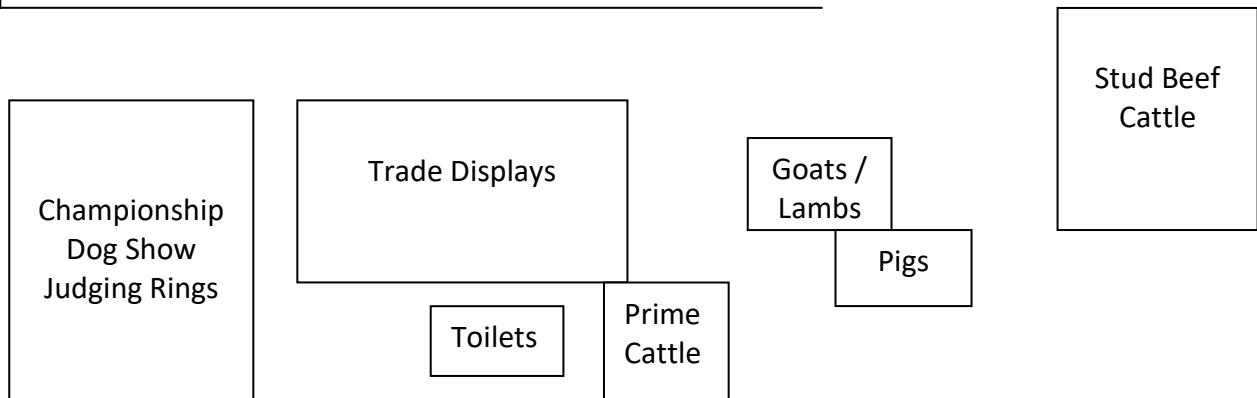 Stud Beef
Cattle
Championship
Dog Show
Judging Rings
Trade Displays
Goats /
Lambs
Pigs
Toilets
Prime
Cattle